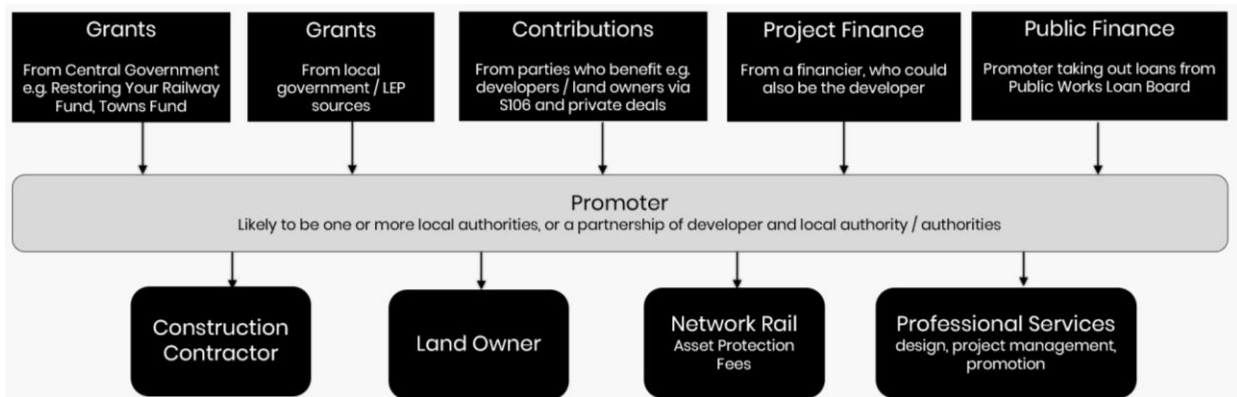 Grants
From Central Government
e.g. Restoring Your Railway
Fund, Towns Fund
Grants
From local
government / LEP
sources
Contributions
From parties who benefit e.g.
developers / land owners via
S106 and private deals
Project Finance
From a financier, who could
also be the developer
Public Finance
Promoter taking out loans from
Public Works Loan Board
Promoter
Likely to be one or more local authorities, or a partnership of developer and local authority / authorities
Construction
Contractor
Land Owner
Network Rail
Asset Protection
Fees
Professional Services
design, project management,
promotion